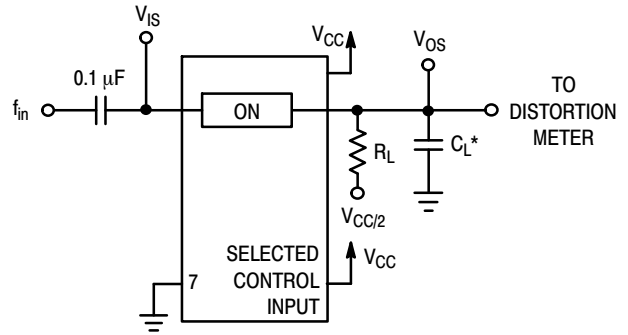 V_IS
V_CC
V_OS
0.1 μF
f_in
ON
TO
DISTORTION
METER
R_L
C_L*
V_CC/2
SELECTED
CONTROL
INPUT
7
V_CC